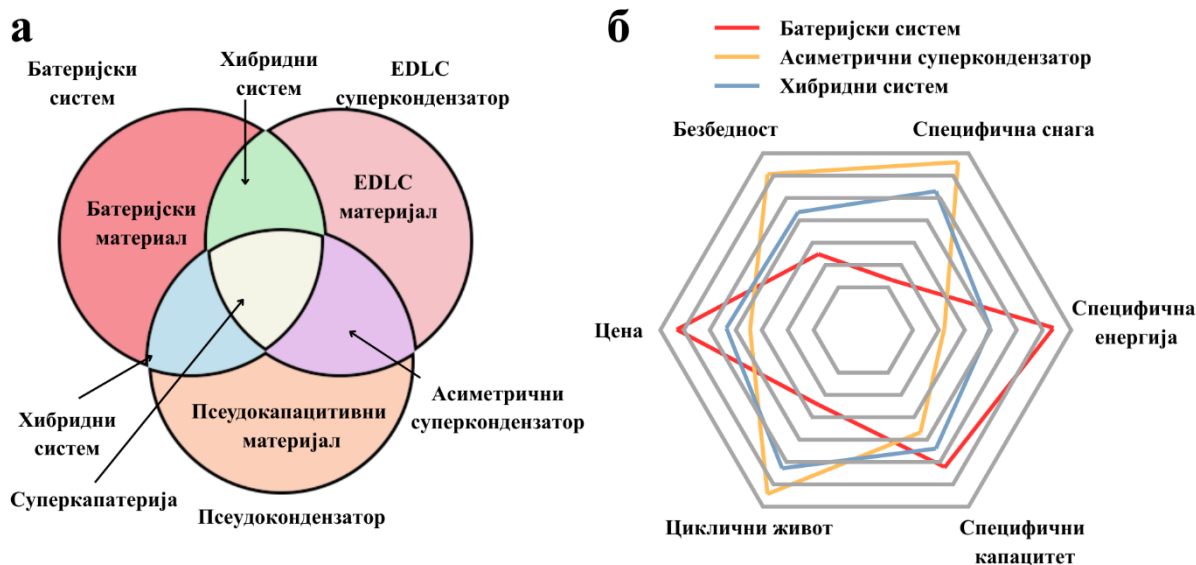 а
Батеријски
систем
Хибридни
систем
EDLC
суперкондензатор
Батеријски
материал
EDLC
материјал
Хибридни
систем
Псеудокапацитивни
материјал
Асиметрични
суперкондензатор
Суперкапатерија
Псеудокондензатор
б
Батеријски систем
Асиметрични суперкондензатор
Хибридни систем
Безбедност
Специфична снага
Цена
Специфична
енергија
Циклични живот
Специфични
капацитет